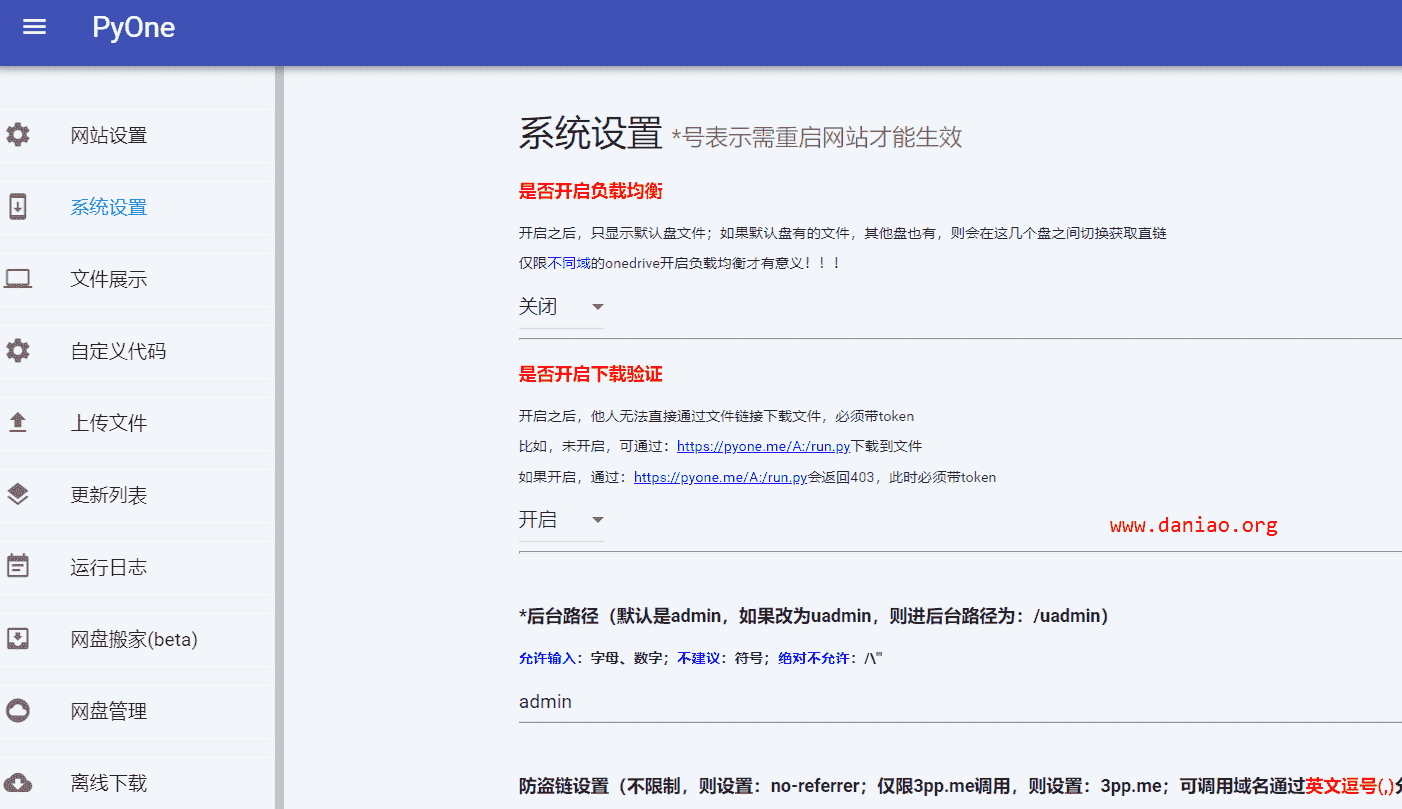 PyOne
网站设置
系统设置
文件展示
自定义代码
上传文件
更新列表
运行日志
网盘搬家(beta)
网盘管理
离线下载
系统设置 *号表示需重启网站才能生效
是否开启负载均衡
开启之后，只显示默认盘文件；如果默认盘有的文件，其他盘也有，则会在这几个盘之间切换获取直链
仅限不同域的onedrive开启负载均衡才有意义！！！
关闭
是否开启下载验证
开启之后，他人无法直接通过文件链接下载文件，必须带token
比如，未开启，可通过：https://pyone.me/A:/run.py下载到文件
如果开启，通过：https://pyone.me/A:/run.py会返回403，此时必须带token
开启
www.daniao.org
*后台路径（默认是admin，如果改为uadmin，则进后台路径为：/uadmin）
允许输入：字母、数字；不建议：符号；绝对不允许：/\'"
admin
防盗链设置（不限制，则设置：no-referrer；仅限3pp.me调用，则设置：3pp.me；可调用域名通过英文逗号(,)